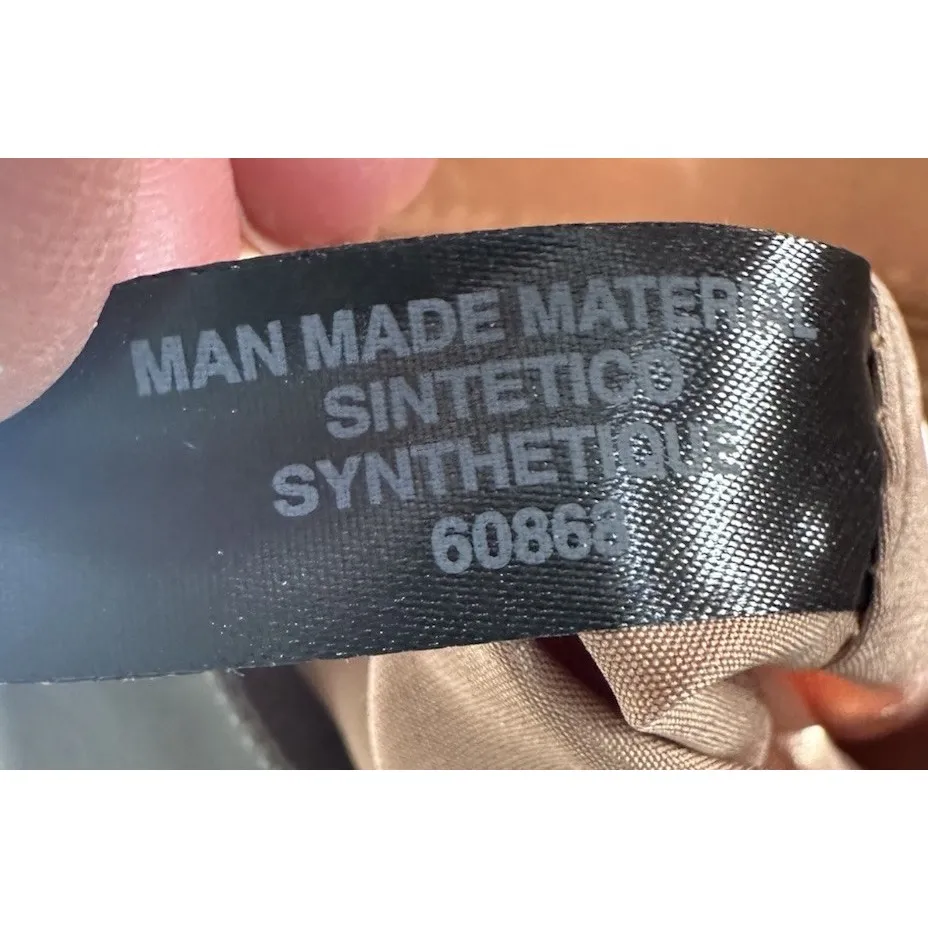 MAN MADE MATERIAL
SINTETICO
SYNTHETIQUE
60868